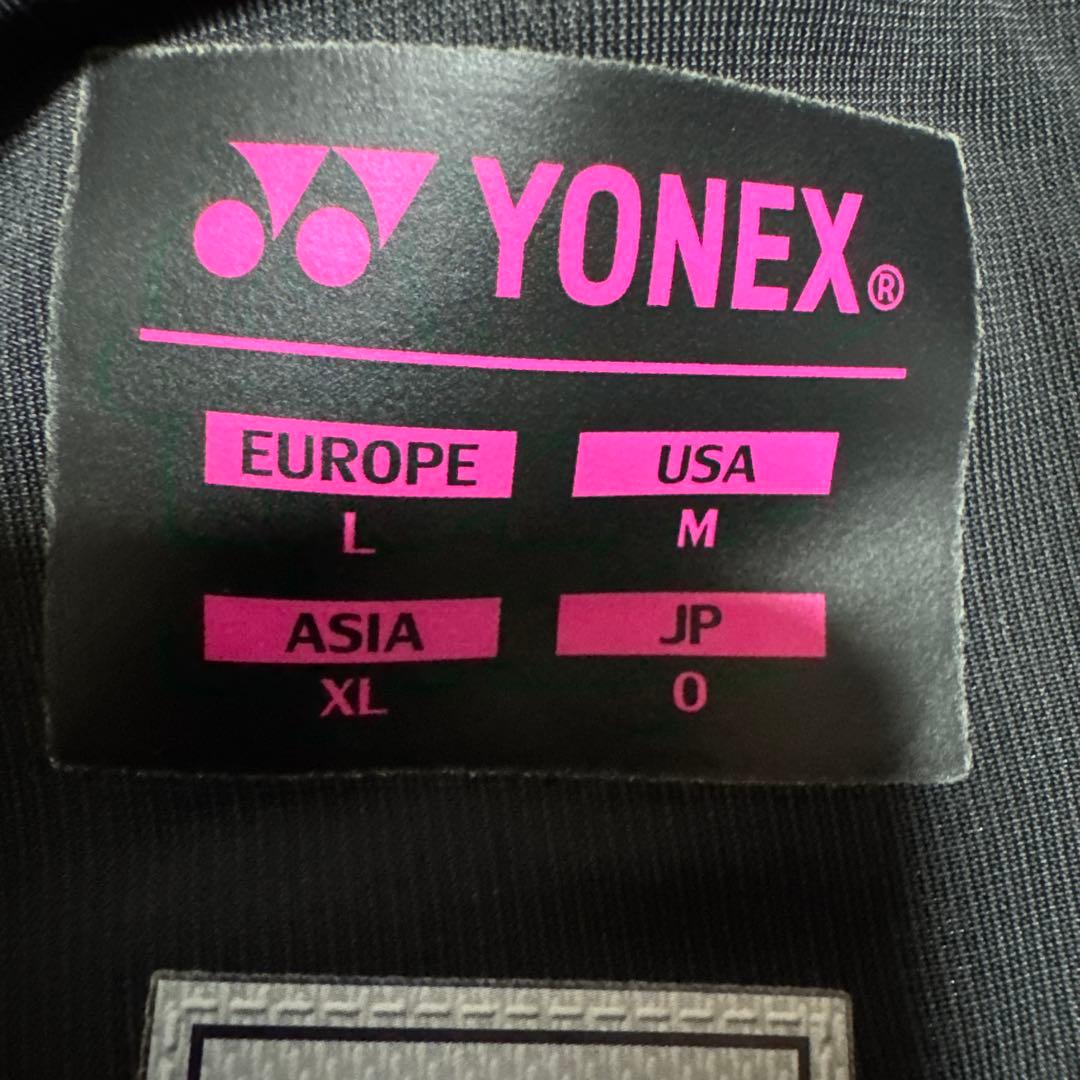 YONEX®
EUROPE USA
L M
ASIA JP
XL O